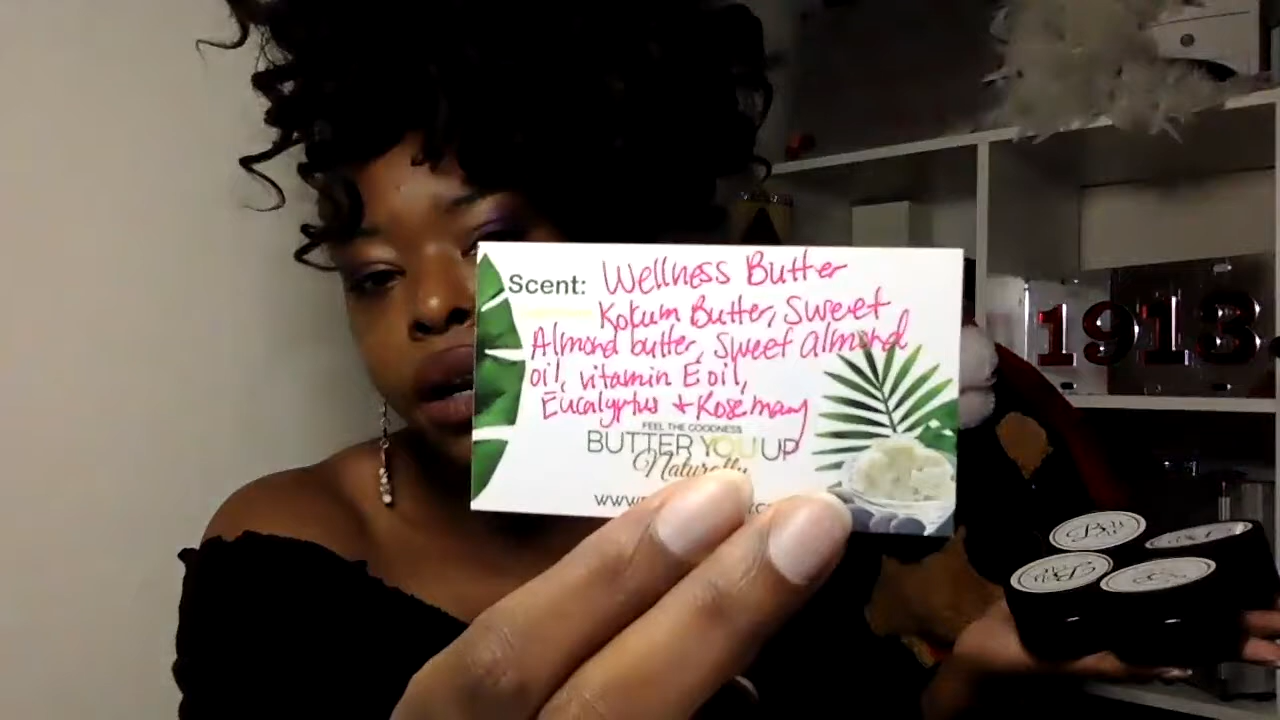 Scent: Wellness Butter
Kokum Butter, Sweet
Almond butter, Sweet almond
oil, vitamin E oil,
Eucalyptus + Rosemary
FEEL THE GOODNESS
BUTTER YOU UP
Naturally
1913